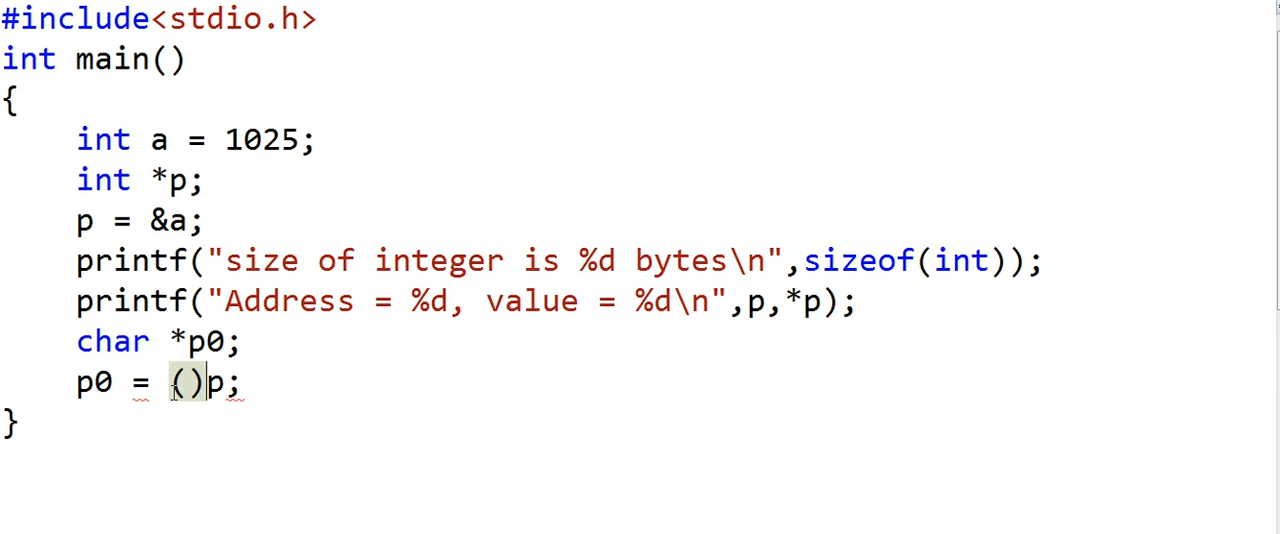 #include<stdio.h>
int main()
{
    int a = 1025;
    int *p;
    p = &a;
    printf("size of integer is %d bytes\n",sizeof(int));
    printf("Address = %d, value = %d\n",p,*p);
    char *p0;
    p0 = ()p;
}